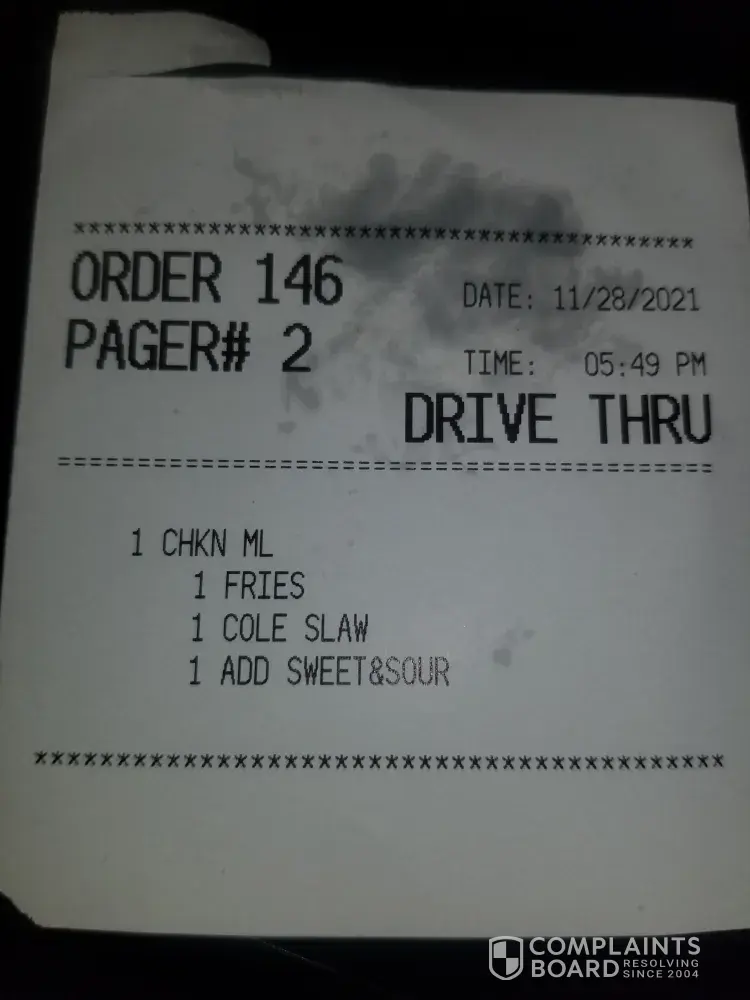 ******************************************
ORDER 146 DATE: 11/28/2021
PAGER# 2 TIME: 05:49 PM
DRIVE THRU
==========================================
1 CHKN ML
1 FRIES
1 COLE SLAW
1 ADD SWEET&SOUR
******************************************
COMPLAINTS
BOARD RESOLVING
SINCE 2004